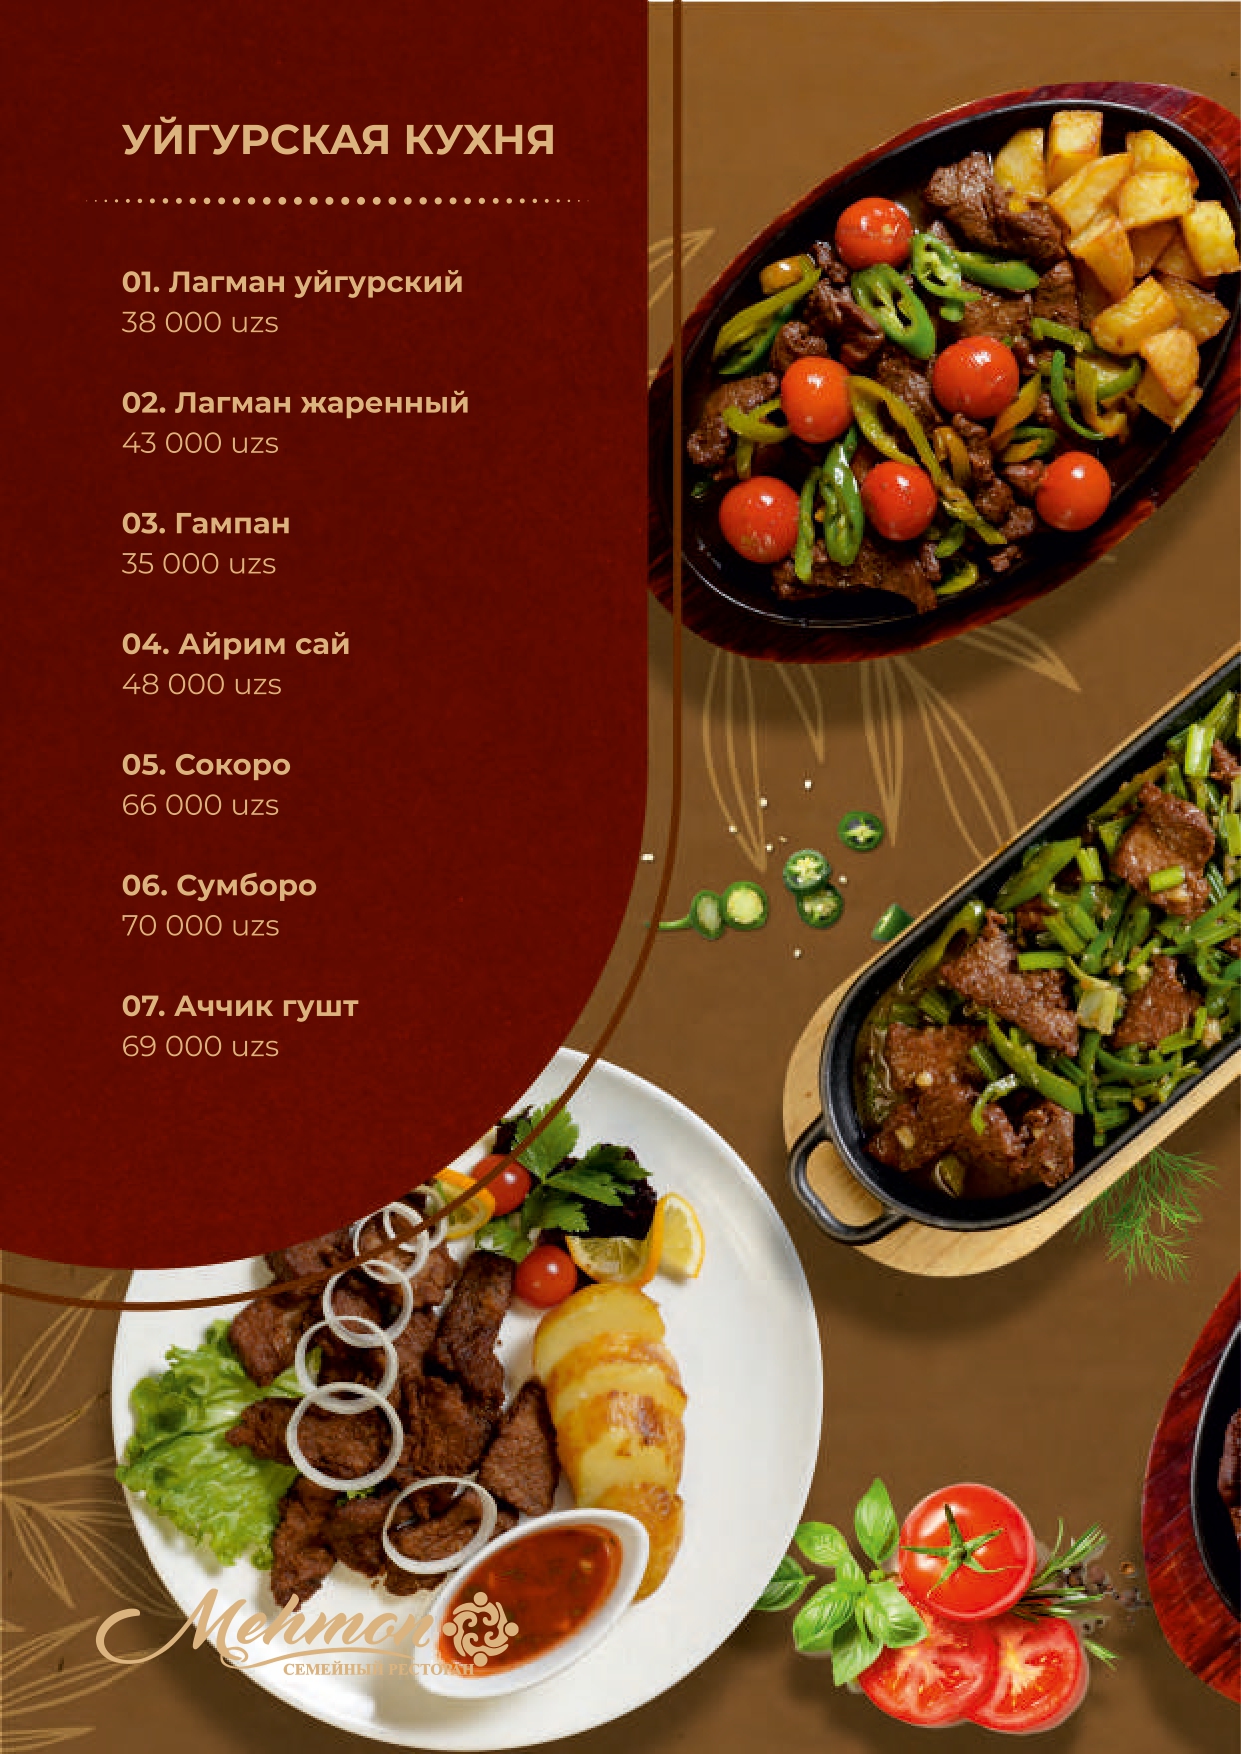 УЙГУРСКАЯ КУХНЯ
01. Лагман уйгурский
38 000 uzs
02. Лагман жаренный
43 000 uzs
03. Гампан
35 000 uzs
04. Айрим сай
48 000 uzs
05. Сокоро
66 000 uzs
06. Сумборо
70 000 uzs
07. Аччик гушт
69 000 uzs
Mehmon
СЕМЕЙНЫЙ РЕСТОРАН